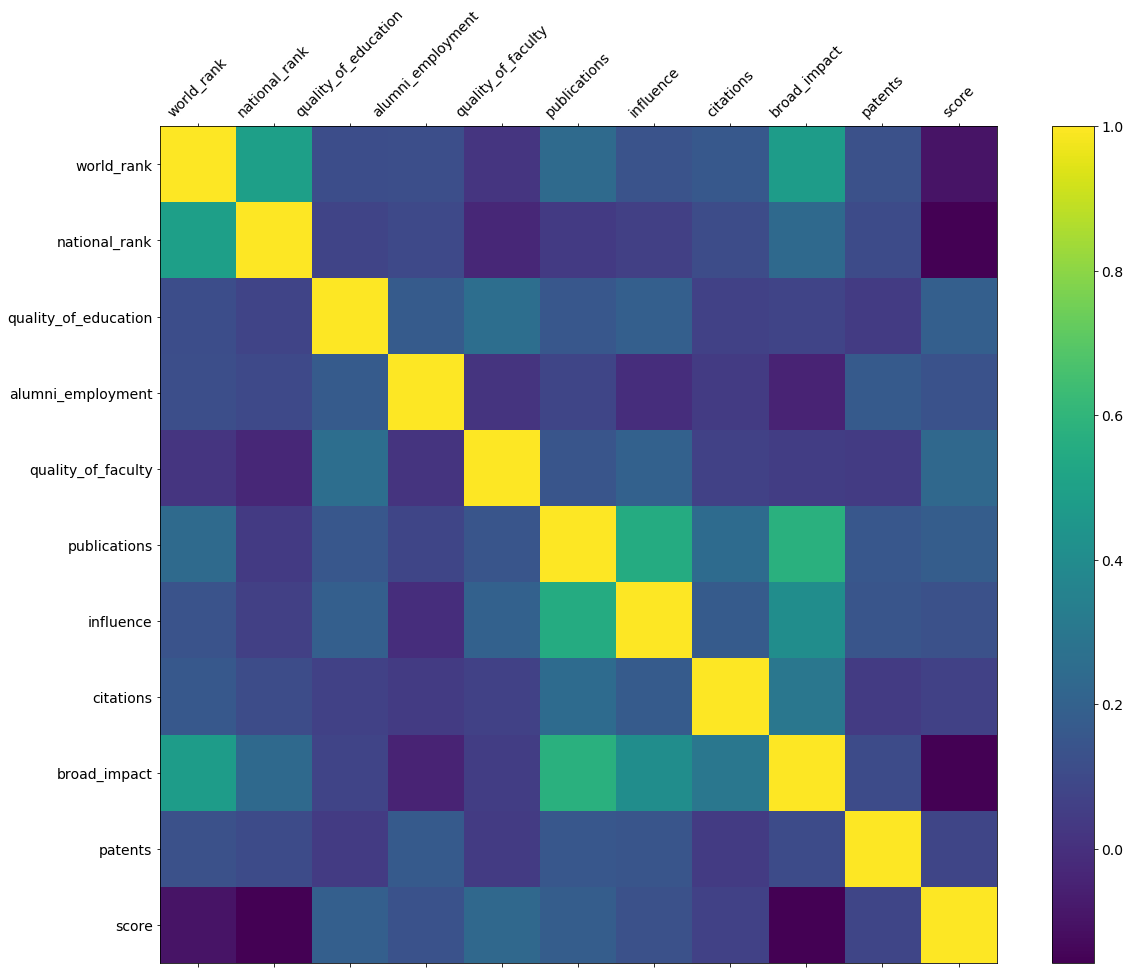 world_rank
national_rank
quality_of_education
alumni_employment
quality_of_faculty
publications
influence
citations
broad_impact
patents
score
world_rank
national_rank
quality_of_education
alumni_employment
quality_of_faculty
publications
influence
citations
broad_impact
patents
score
1.0
0.8
0.6
0.4
0.2
0.0